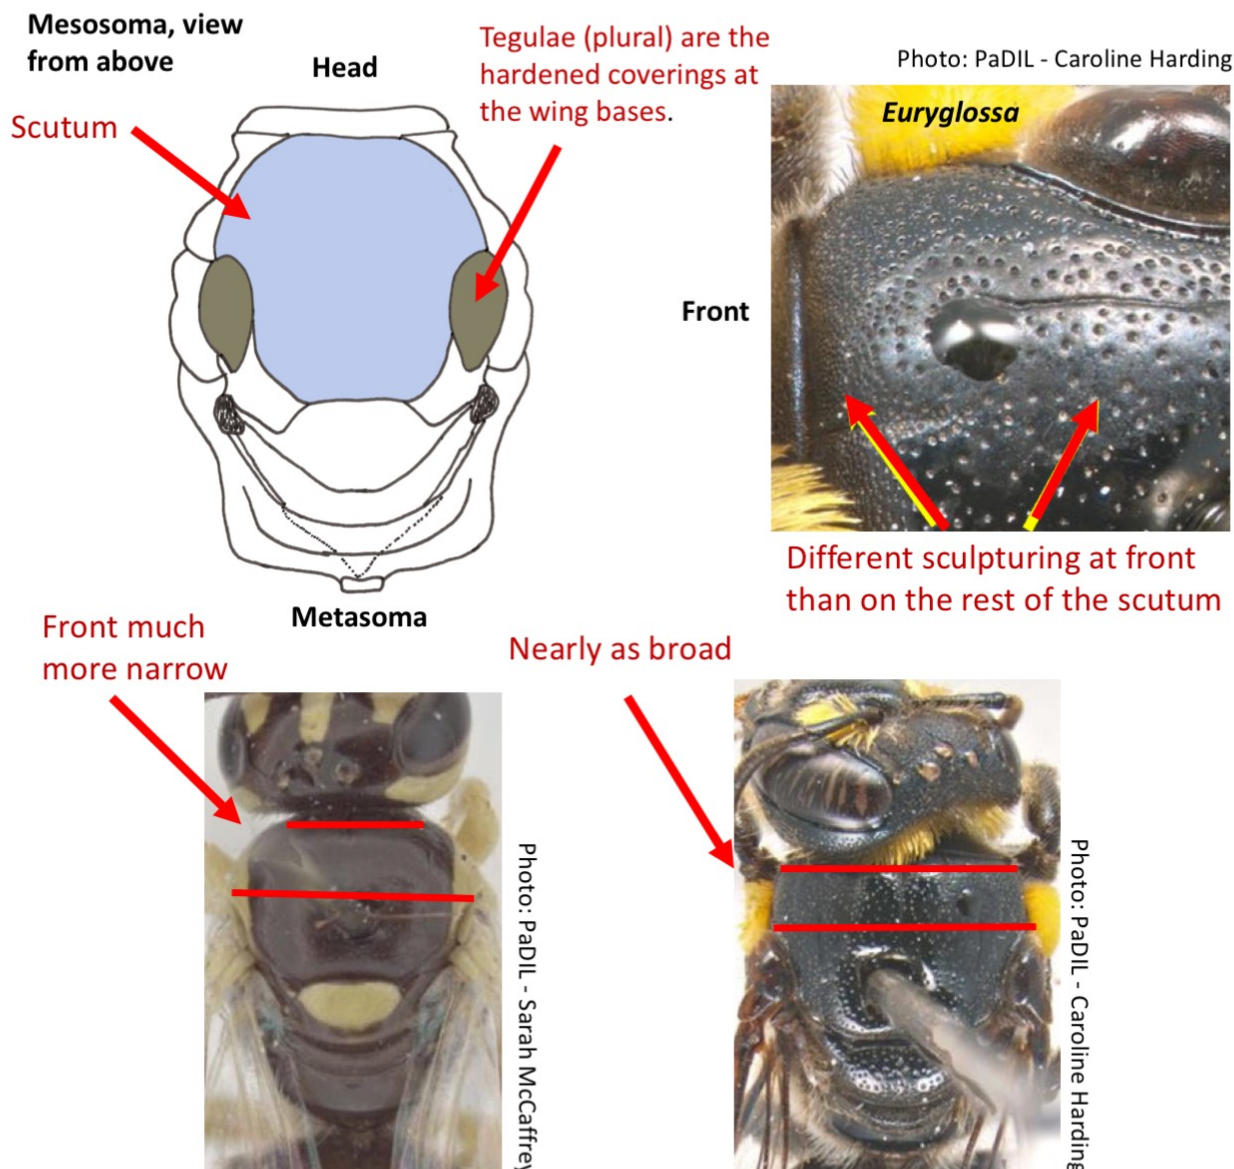 Mesosoma, view
from above
Head
Scutum
Tegulae (plural) are the
hardened coverings at
the wing bases.
Photo: PaDIL - Caroline Harding
Euryglossa
Front
Different sculpturing at front
than on the rest of the scutum
Metasoma
Front much
more narrow
Nearly as broad
Photo: PaDIL - Sarah McCaffrey
Photo: PaDIL - Caroline Harding